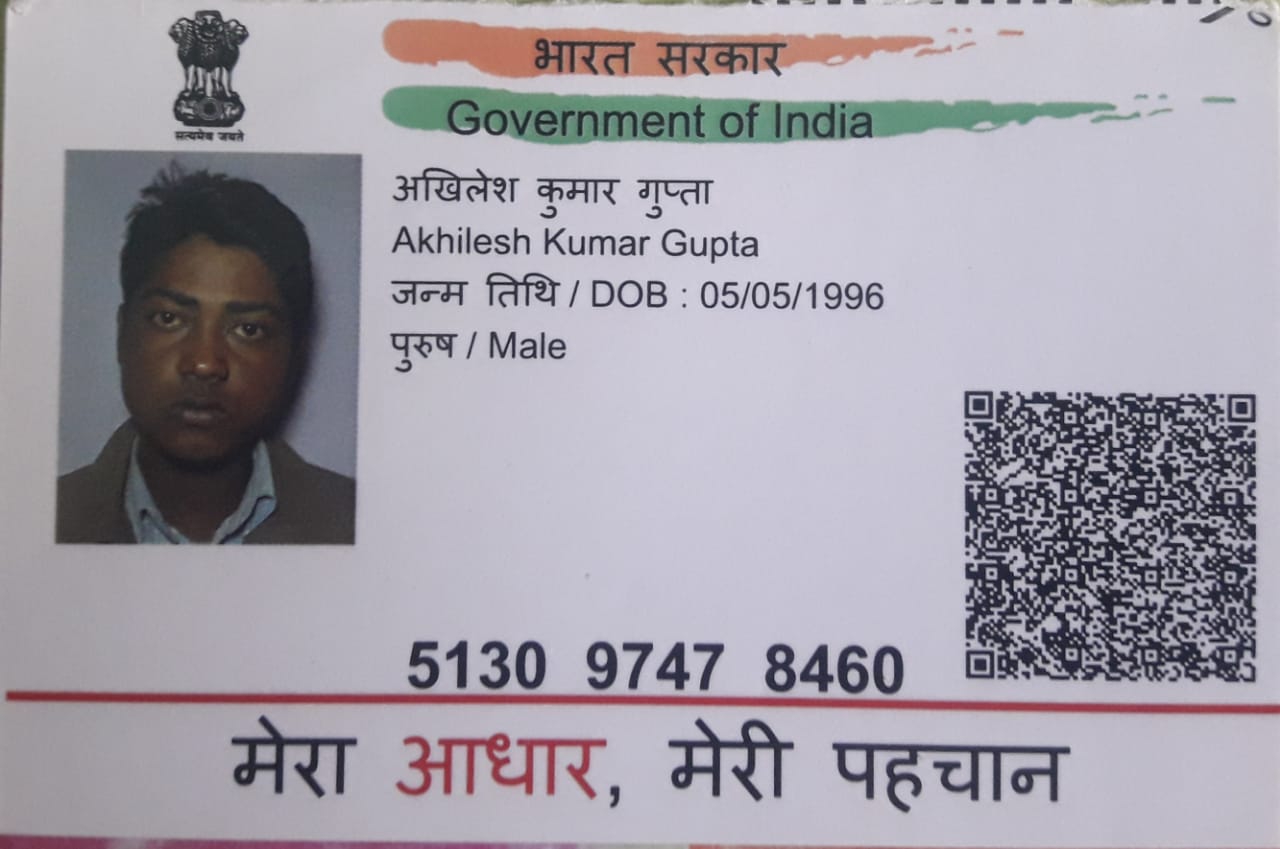 सत्यमेव जयते
भारत सरकार
Government of India
अखिलेश कुमार गुप्ता
Akhilesh Kumar Gupta
जन्म तिथि / DOB : 05/05/1996
पुरुष / Male
5130 9747 8460
मेरा आधार, मेरी पहचान